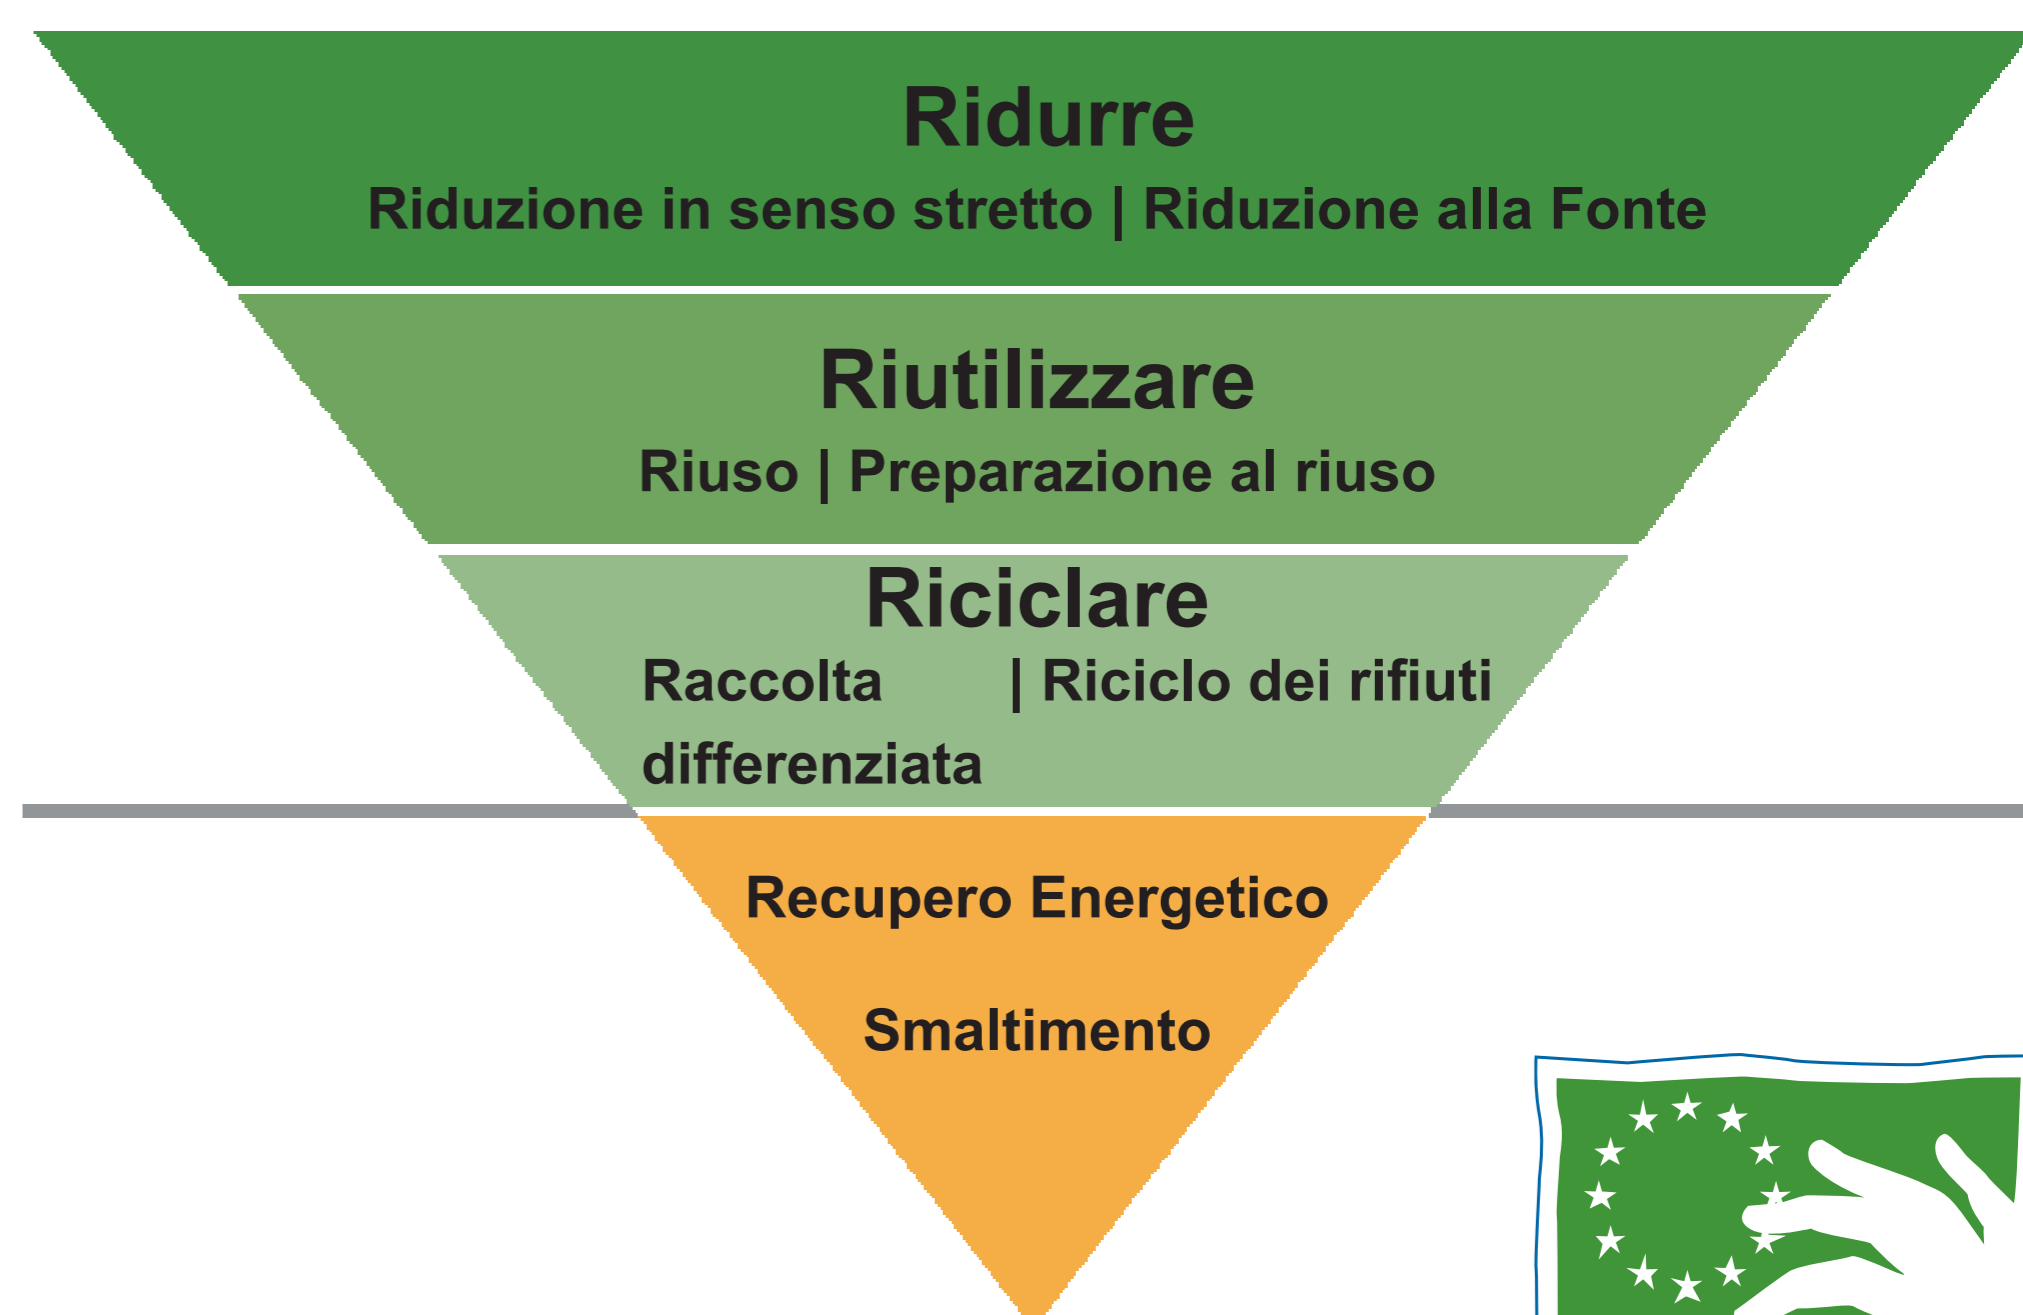 Ridurre
Riduzione in senso stretto | Riduzione alla Fonte
Riutilizzare
Riuso | Preparazione al riuso
Riciclare
Raccolta | Riciclo dei rifiuti
differenziata
Recupero Energetico
Smaltimento